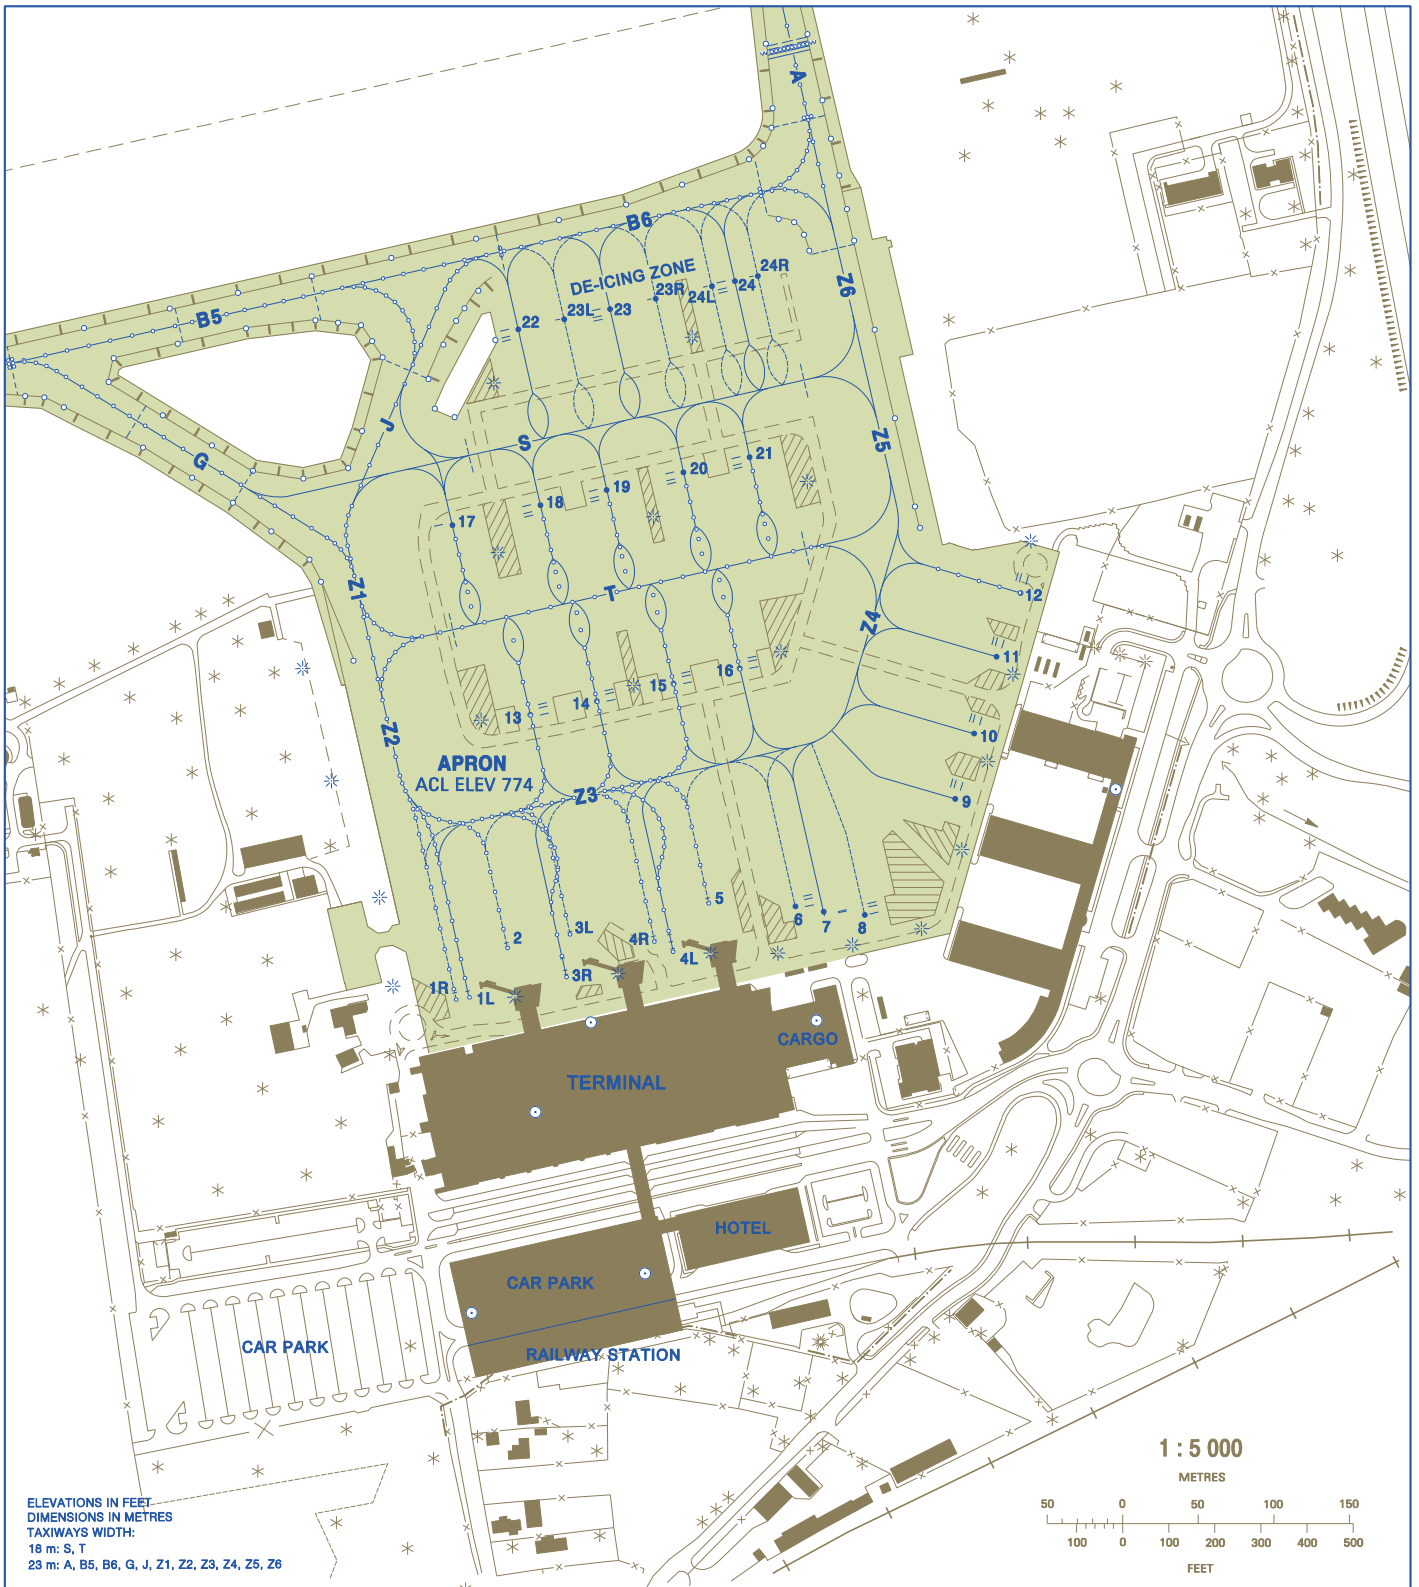 A
B6
24R
DE-ICING ZONE
23R
24L
24
Z6
B5
23L
23
22
J
S
Z5
G
21
20
19
18
17
Z1
T
12
Z4
11
16
15
14
13
Z2
10
APRON
ACL ELEV 774
Z3
9
5
6
7
8
3L
2
4R
4L
3R
1R
1L
CARGO
TERMINAL
HOTEL
CAR PARK
CAR PARK
RAILWAY STATION
1 : 5 000
METRES
50 0 50 100 150
100 0 100 200 300 400 500
FEET
ELEVATIONS IN FEET
DIMENSIONS IN METRES
TAXIWAYS WIDTH:
18 m: S, T
23 m: A, B5, B6, G, J, Z1, Z2, Z3, Z4, Z5, Z6